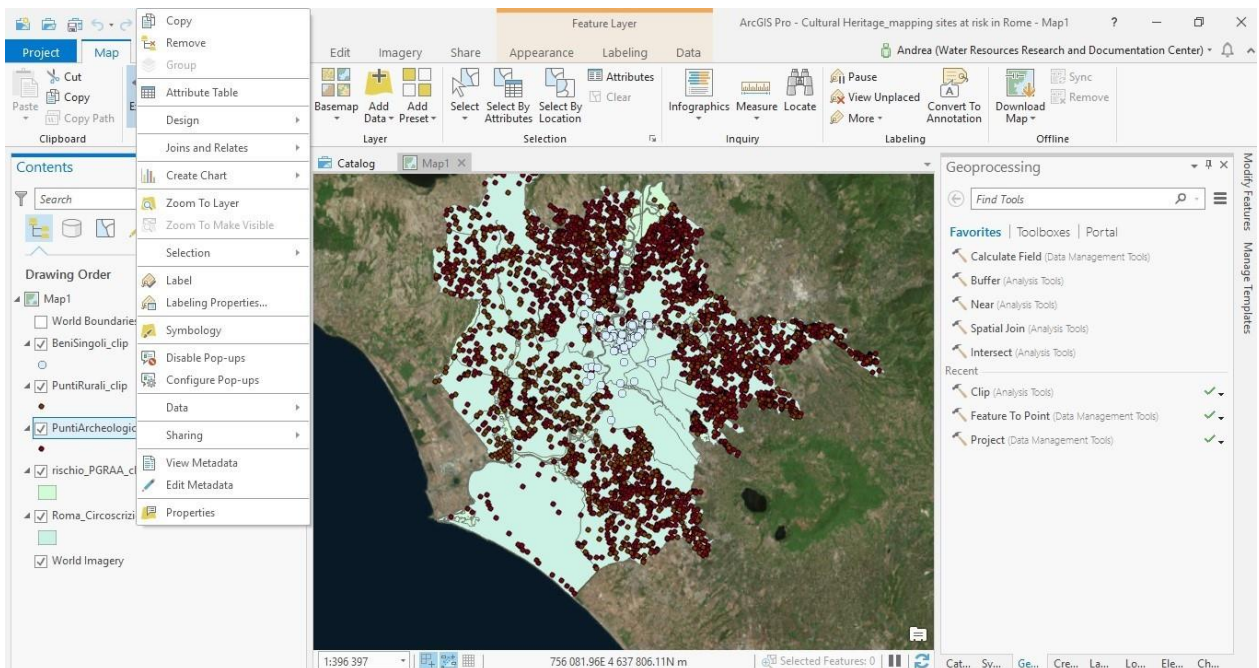 Feature Layer
ArcGIS Pro - Cultural Heritage_mapping sites at risk in Rome - Map1
?
Project
Map
Edit
Imagery
Share
Appearance
Labeling
Data
Andrea (Water Resources Research and Documentation Center)
Paste
Cut
Copy
Copy Path
Clipboard
Basemap
Add Data
Add Preset
Layer
Select
Select By Attributes
Select By Location
Attributes
Clear
Selection
Infographics
Measure
Locate
Inquiry
Pause
View Unplaced
More
Convert To Annotation
Labeling
Download Map
Sync
Remove
Offline
Copy
Remove
Group
Attribute Table
Design
Joins and Relates
Create Chart
Zoom To Layer
Zoom To Make Visible
Selection
Label
Labeling Properties...
Symbology
Disable Pop-ups
Configure Pop-ups
Data
Sharing
View Metadata
Edit Metadata
Properties
Contents
Search
Drawing Order
Map1
World Boundaries
BeniSingoli_clip
PuntiRurali_clip
PuntiArcheologic
rischio_PGRAA_cl
Roma_Circoscrizi
World Imagery
Catalog
Map1
1:396 397
756 081.96E 4 637 806.11N m
Selected Features: 0
Geoprocessing
Find Tools
Favorites | Toolboxes | Portal
Calculate Field (Data Management Tools)
Buffer (Analysis Tools)
Near (Analysis Tools)
Spatial Join (Analysis Tools)
Intersect (Analysis Tools)
Recent
Clip (Analysis Tools)
Feature To Point (Data Management Tools)
Project (Data Management Tools)
Cat... Sy... Ge... Cre... La... Lo... Ele... Ch...
Modify Features
Manage Templates